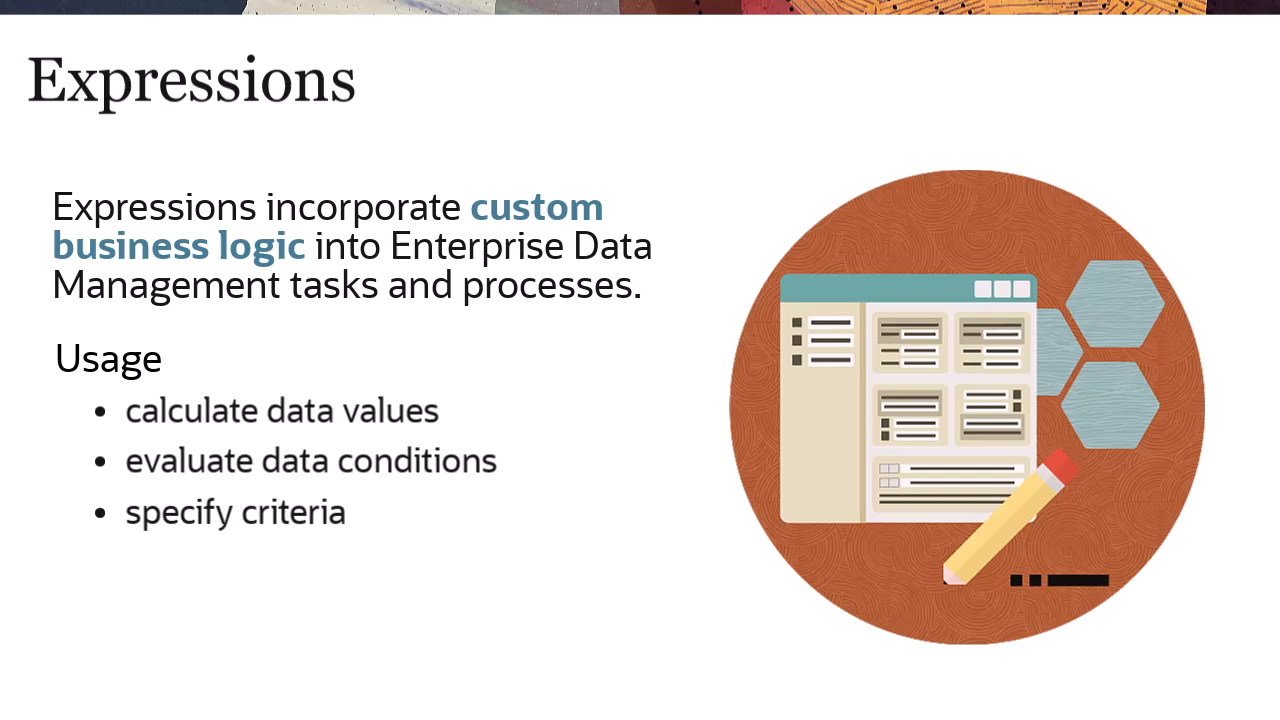 Expressions
Expressions incorporate custom
business logic into Enterprise Data
Management tasks and processes.
Usage
• calculate data values
• evaluate data conditions
• specify criteria